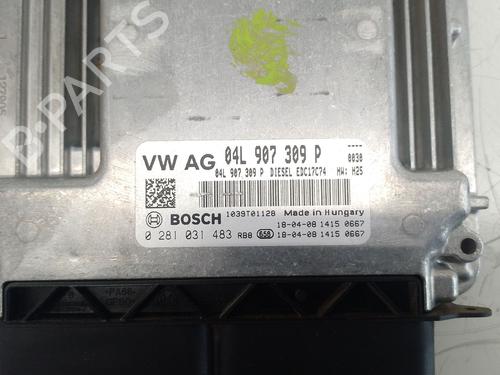 B-PARTS
VW AG 04L 907 309 P ----
04L 907 309 P DIESEL EDC17C74 0030
HW: H25
BOSCH 1039T01128 Made in Hungary
18-04-08 1415 0667
0 281 031 483 RB8 650 18-04-08 1415 0667